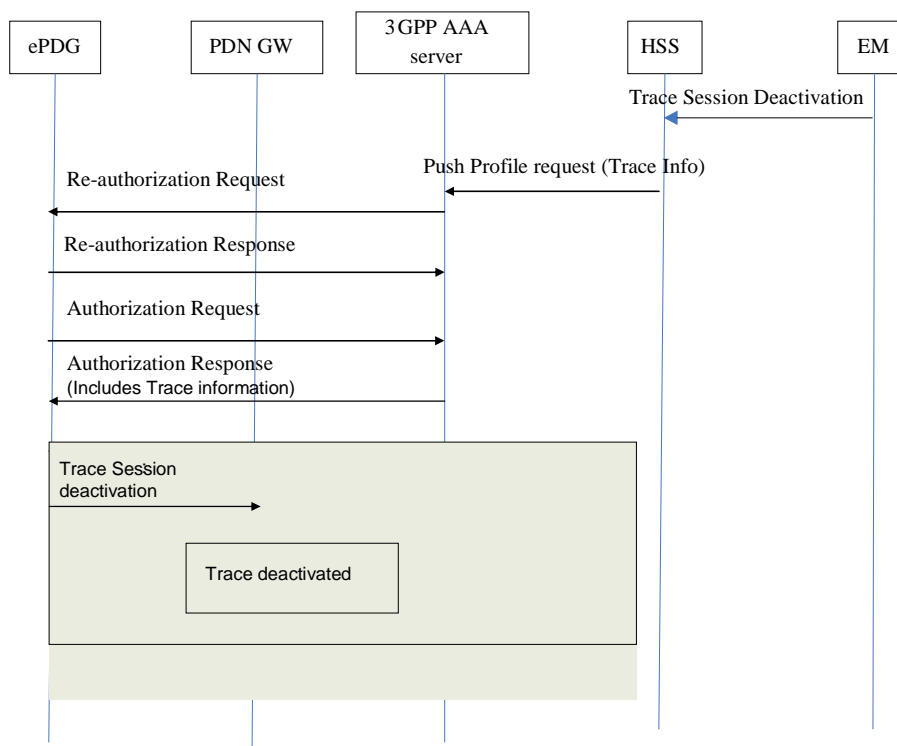 ePDG
PDN GW
3GPP AAA
server
HSS
EM
Trace Session Deactivation
Push Profile request (Trace Info)
Re-authorization Request
Re-authorization Response
Authorization Request
Authorization Response
(Includes Trace information)
Trace Session
deactivation
Trace deactivated